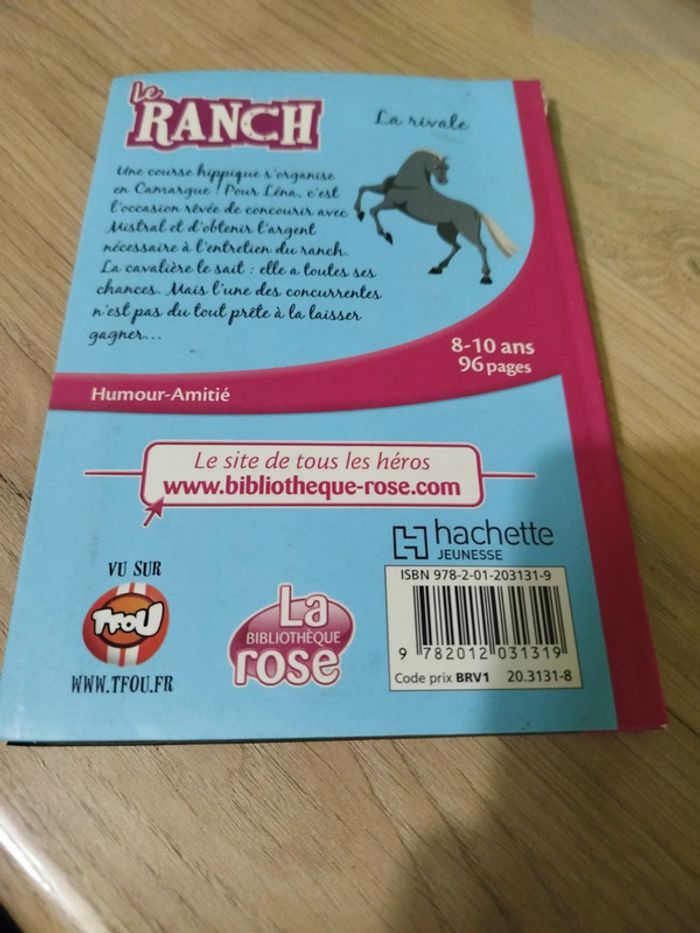 Le
RANCH
La rivale
Une course hippique s'organise
en Camargue ! Pour Léna, c'est
l'occasion rêvée de concourir avec
Mistral et d'obtenir l'argent
nécessaire à l'entretien du ranch.
La cavalière le sait : elle a toutes ses
chances. Mais l'une des concurrentes
n'est pas du tout prête à la laisser
gagner...
8-10 ans
96 pages
Humour-Amitié
Le site de tous les héros
www.bibliotheque-rose.com
hachette
JEUNESSE
ISBN 978-2-01-203131-9
9 782012 031319
Code prix BRV1 20.3131-8
VU SUR
TFOU
WWW.TFOU.FR
La
BIBLIOTHÈQUE
rose